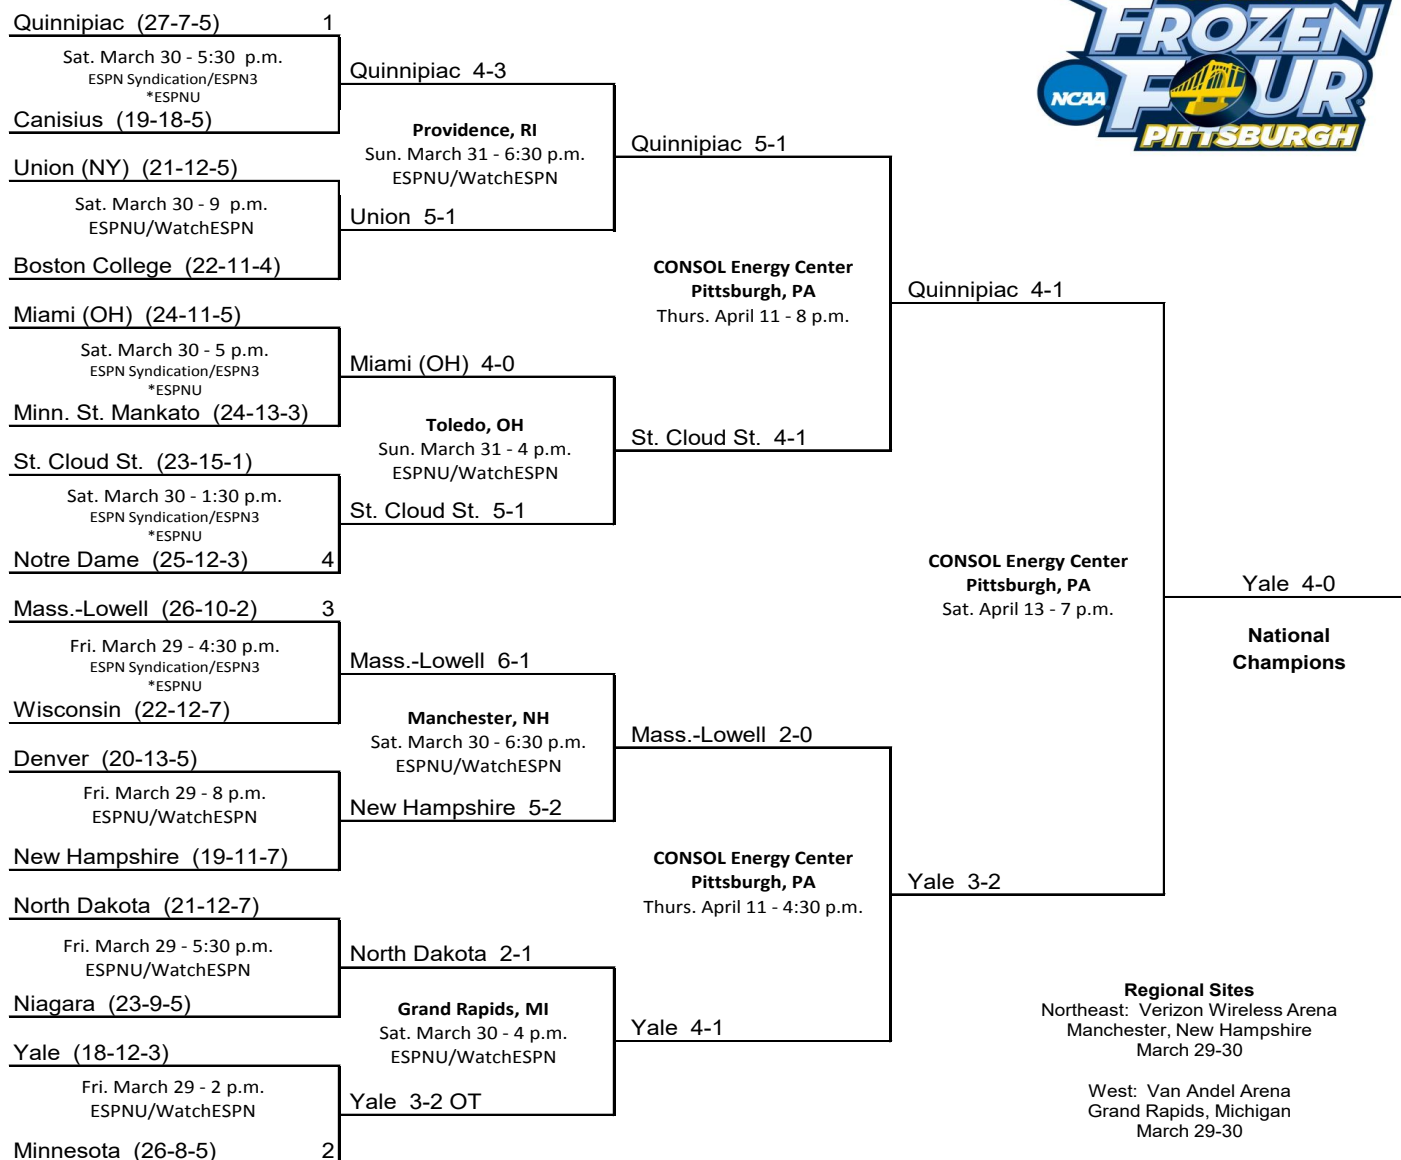 FROZEN
FOUR
NCAA
PITTSBURGH
Quinnipiac (27-7-5) 1
Sat. March 30 - 5:30 p.m.
ESPN Syndication/ESPN3
*ESPNU
Canisius (19-18-5)
Union (NY) (21-12-5)
Sat. March 30 - 9 p.m.
ESPNU/WatchESPN
Boston College (22-11-4)
Miami (OH) (24-11-5)
Sat. March 30 - 5 p.m.
ESPN Syndication/ESPN3
*ESPNU
Minn. St. Mankato (24-13-3)
St. Cloud St. (23-15-1)
Sat. March 30 - 1:30 p.m.
ESPN Syndication/ESPN3
*ESPNU
Notre Dame (25-12-3) 4
Mass.-Lowell (26-10-2) 3
Fri. March 29 - 4:30 p.m.
ESPN Syndication/ESPN3
*ESPNU
Wisconsin (22-12-7)
Denver (20-13-5)
Fri. March 29 - 8 p.m.
ESPNU/WatchESPN
New Hampshire (19-11-7)
North Dakota (21-12-7)
Fri. March 29 - 5:30 p.m.
ESPNU/WatchESPN
Niagara (23-9-5)
Yale (18-12-3)
Fri. March 29 - 2 p.m.
ESPNU/WatchESPN
Minnesota (26-8-5) 2
Quinnipiac 4-3
Providence, RI
Sun. March 31 - 6:30 p.m.
ESPNU/WatchESPN
Union 5-1
Miami (OH) 4-0
Toledo, OH
Sun. March 31 - 4 p.m.
ESPNU/WatchESPN
St. Cloud St. 5-1
Mass.-Lowell 6-1
Manchester, NH
Sat. March 30 - 6:30 p.m.
ESPNU/WatchESPN
New Hampshire 5-2
North Dakota 2-1
Grand Rapids, MI
Sat. March 30 - 4 p.m.
ESPNU/WatchESPN
Yale 3-2 OT
Quinnipiac 5-1
CONSOL Energy Center
Pittsburgh, PA
Thurs. April 11 - 8 p.m.
St. Cloud St. 4-1
Mass.-Lowell 2-0
CONSOL Energy Center
Pittsburgh, PA
Thurs. April 11 - 4:30 p.m.
Yale 4-1
Quinnipiac 4-1
CONSOL Energy Center
Pittsburgh, PA
Sat. April 13 - 7 p.m.
Yale 3-2
Yale 4-0
National
Champions
Regional Sites
Northeast: Verizon Wireless Arena
Manchester, New Hampshire
March 29-30
West: Van Andel Arena
Grand Rapids, Michigan
March 29-30